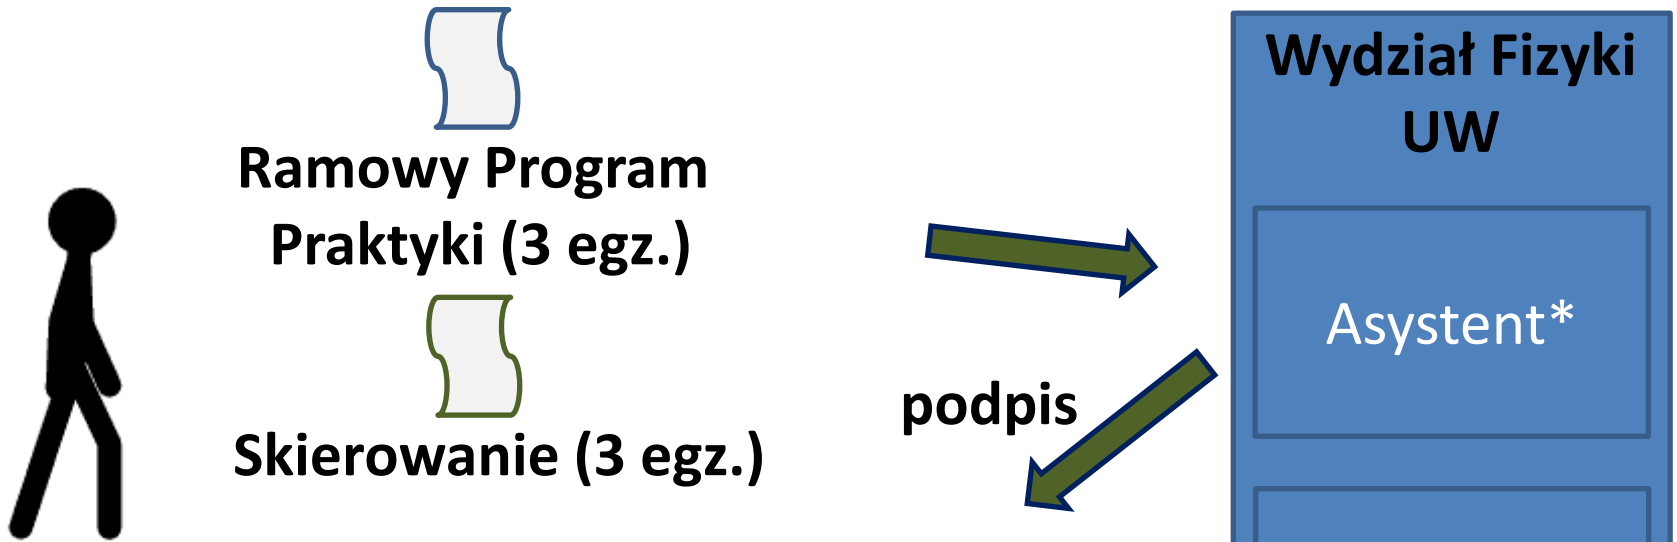 Ramowy Program
Praktyki (3 egz.)
Skierowanie (3 egz.)
podpis
Wydział Fizyki
UW
Asystent*